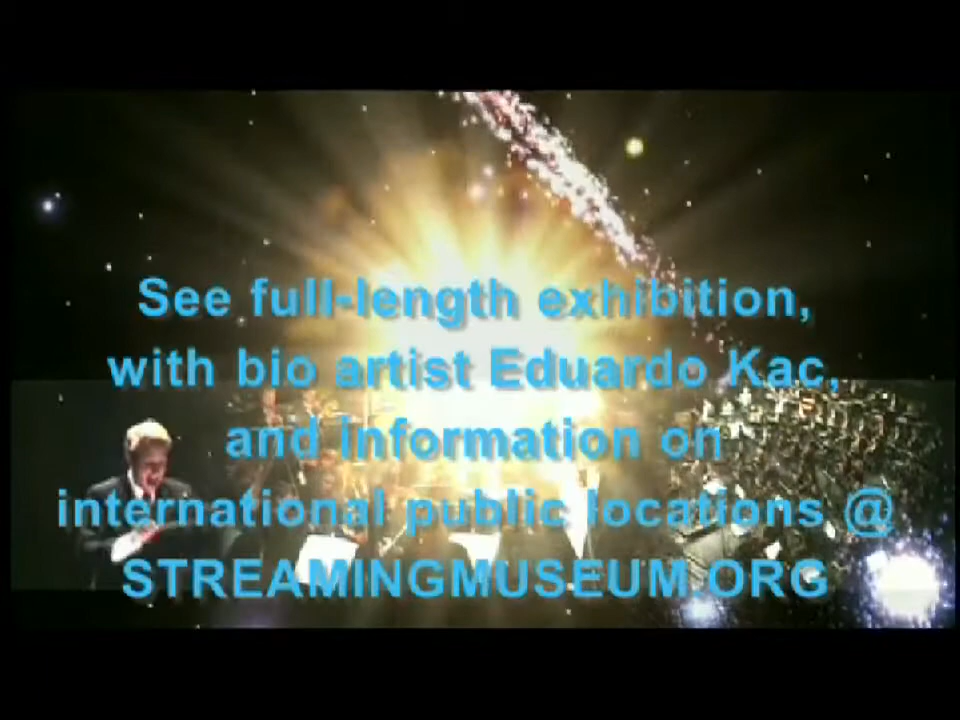 See full-length exhibition,
with bio artist Eduardo Kac,
and Information on
international public locations @
STREAMINGMUSEUM.ORG